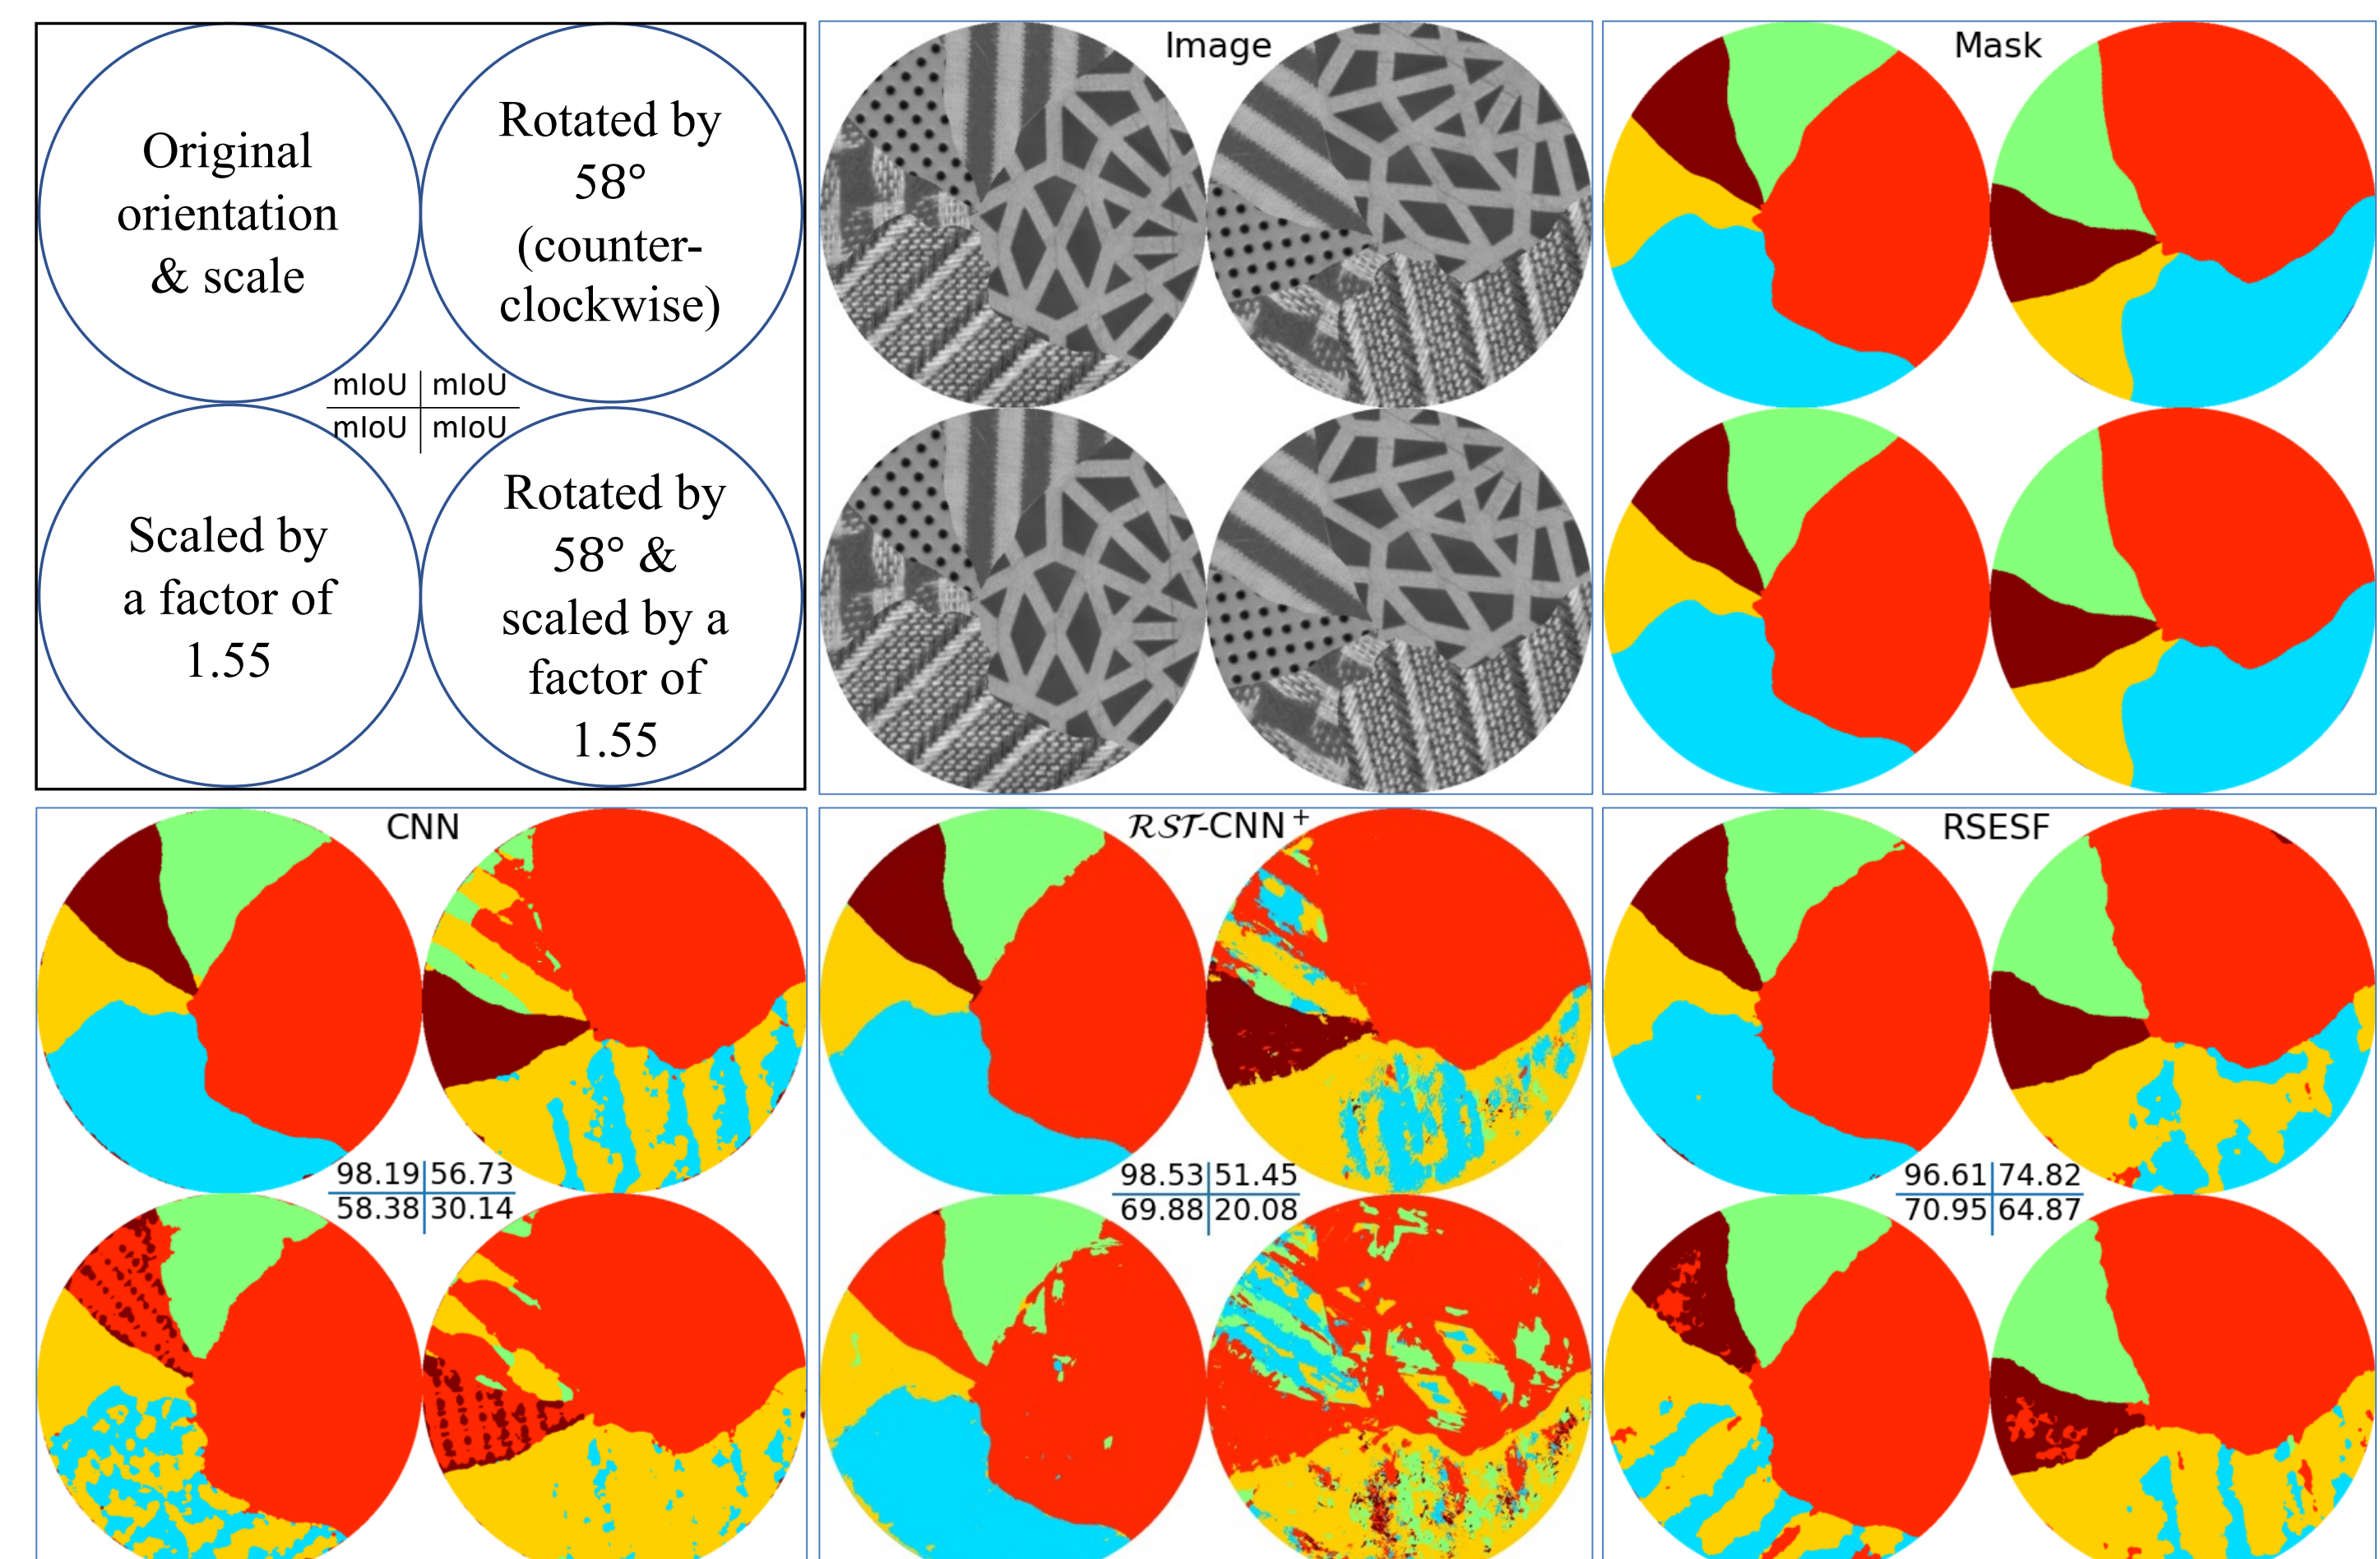 Original
orientation
& scale
Rotated by
58°
(counter-
clockwise)
mIoU mIoU
mIoU mIoU
Scaled by
a factor of
1.55
Rotated by
58° &
scaled by a
factor of
1.55
Image
Mask
CNN
98.19 56.73
58.38 30.14
𝓡𝓢𝓣-CNN⁺
98.53 51.45
69.88 20.08
RSESF
96.61 74.82
70.95 64.87